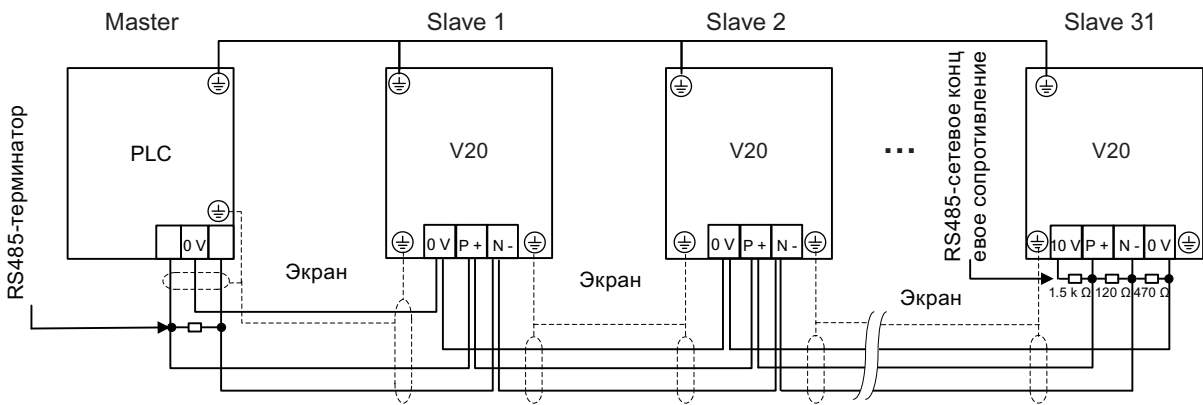 Master
Slave 1
Slave 2
Slave 31
RS485-терминатор
PLC
V20
V20
...
RS485-сетевое конц
евое сопротивление
V20
0 V
0 V
P +
N -
0 V
P +
N -
10 V
P +
N -
0 V
1.5 k Ω
120 Ω
470 Ω
Экран
Экран
Экран